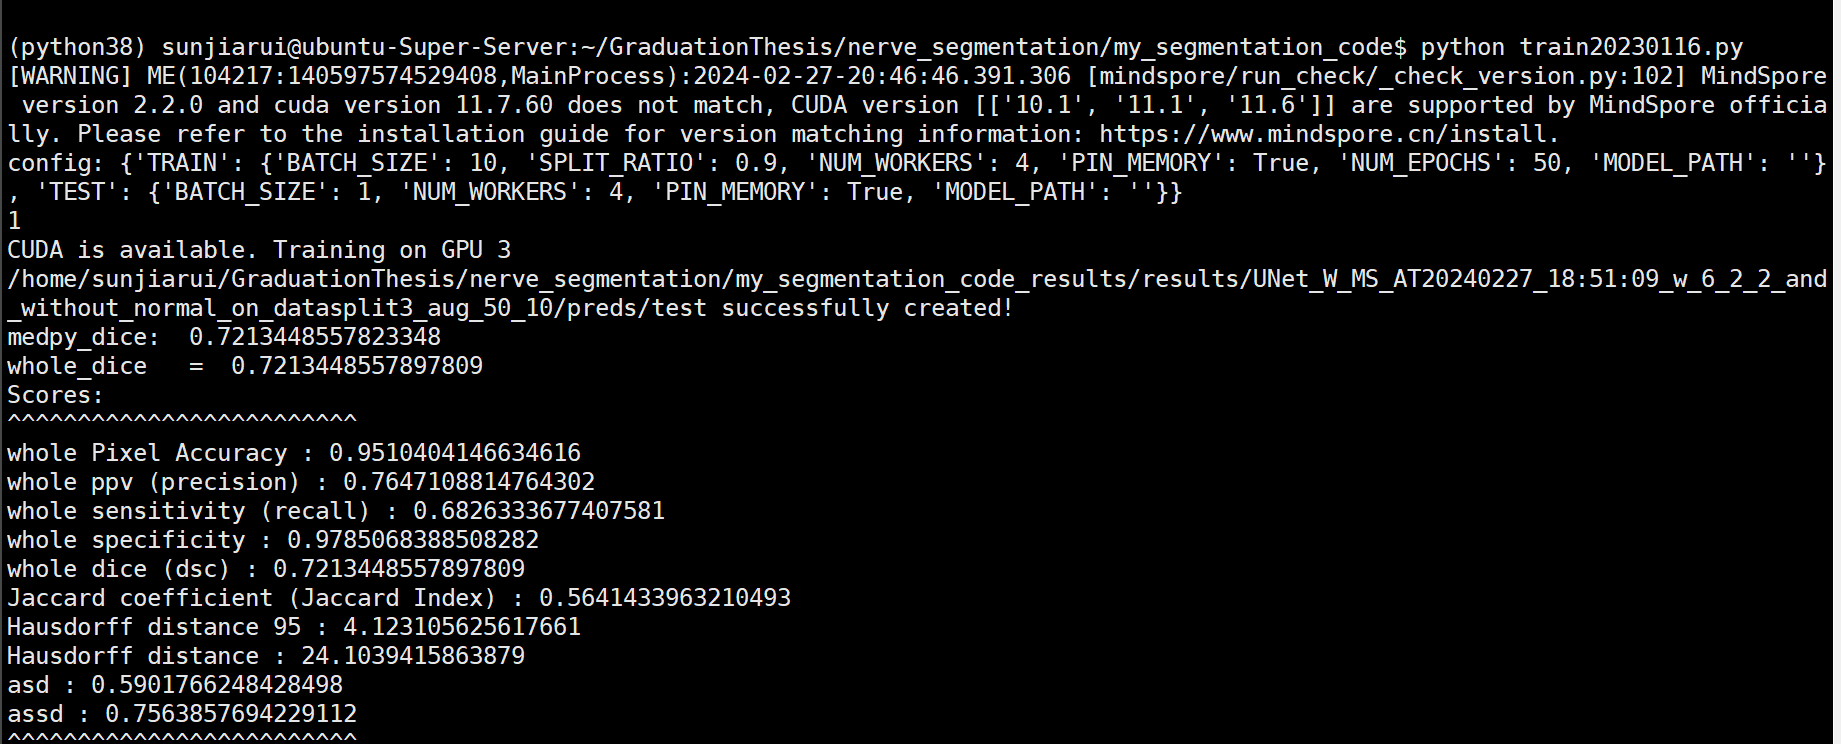 (python38) sunjiarui@ubuntu-Super-Server:~/GraduationThesis/nerve_segmentation/my_segmentation_code$ python train20230116.py
[WARNING] ME(104217:140597574529408,MainProcess):2024-02-27-20:46:46.391.306 [mindspore/run_check/_check_version.py:102] MindSpore
 version 2.2.0 and cuda version 11.7.60 does not match, CUDA version [['10.1', '11.1', '11.6']] are supported by MindSpore officia
lly. Please refer to the installation guide for version matching information: https://www.mindspore.cn/install.
config: {'TRAIN': {'BATCH_SIZE': 10, 'SPLIT_RATIO': 0.9, 'NUM_WORKERS': 4, 'PIN_MEMORY': True, 'NUM_EPOCHS': 50, 'MODEL_PATH': ''}
, 'TEST': {'BATCH_SIZE': 1, 'NUM_WORKERS': 4, 'PIN_MEMORY': True, 'MODEL_PATH': ''}}
1
CUDA is available. Training on GPU 3
/home/sunjiarui/GraduationThesis/nerve_segmentation/my_segmentation_code_results/results/UNet_W_MS_AT20240227_18:51:09_w_6_2_2_and
_without_normal_on_datasplit3_aug_50_10/preds/test successfully created!
medpy_dice:  0.7213448557823348
whole_dice   =  0.7213448557897809
Scores:
^^^^^^^^^^^^^^^^^^^^^^^^^
whole Pixel Accuracy : 0.9510404146634616
whole ppv (precision) : 0.7647108814764302
whole sensitivity (recall) : 0.6826333677407581
whole specificity : 0.9785068388508282
whole dice (dsc) : 0.7213448557897809
Jaccard coefficient (Jaccard Index) : 0.5641433963210493
Hausdorff distance 95 : 4.123105625617661
Hausdorff distance : 24.1039415863879
asd : 0.5901766248428498
assd : 0.7563857694229112
^^^^^^^^^^^^^^^^^^^^^^^^^